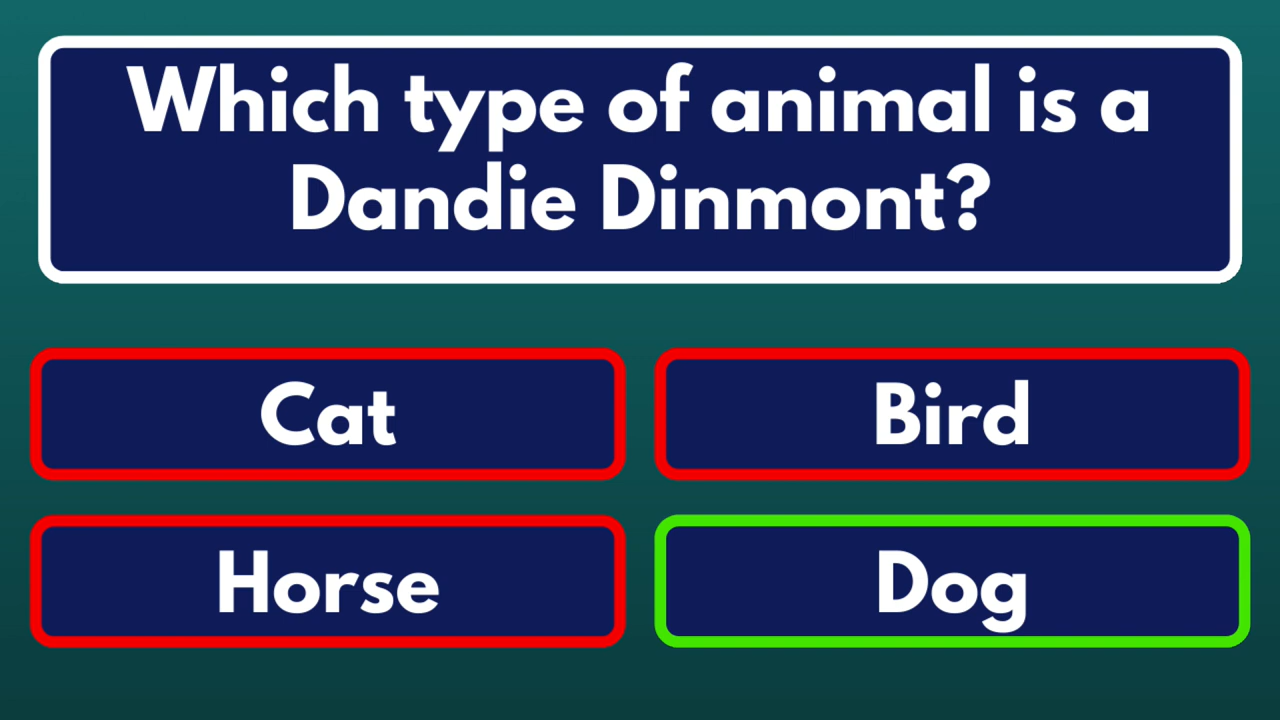 Which type of animal is a
Dandie Dinmont?
Cat
Bird
Horse
Dog